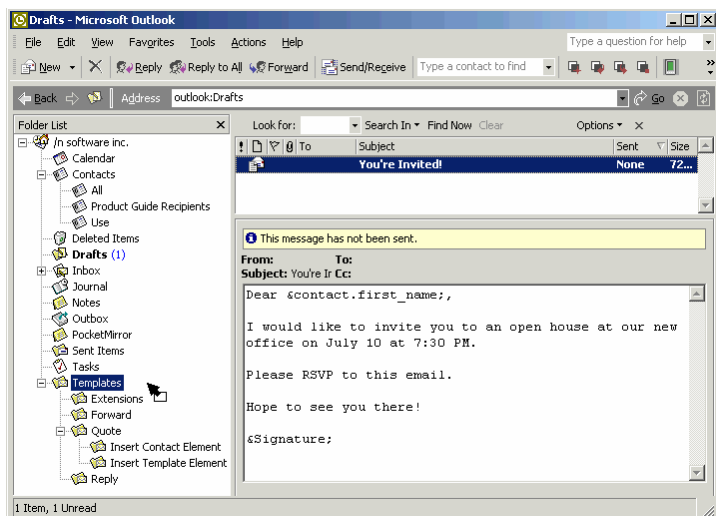 Drafts - Microsoft Outlook
File Edit View Favorites Tools Actions Help Type a question for help
New Reply Reply to All Forward Send/Receive Type a contact to find
Back Address outlook:Drafts Go
Folder List Look for: Search In Find Now Clear Options
/n software inc.
! To Subject Sent Size
Calendar
You're Invited! None 72...
Contacts
All
Product Guide Recipients
Use
Deleted Items
Drafts (1)
Inbox
Journal
Notes
Outbox
PocketMirror
Sent Items
Tasks
Templates
Extensions
Forward
Quote
Insert Contact Element
Insert Template Element
Reply
This message has not been sent.
From: To:
Subject: You're Ir Cc:
Dear &contact.first_name;,
I would like to invite you to an open house at our new
office on July 10 at 7:30 PM.
Please RSVP to this email.
Hope to see you there!
&Signature;
1 Item, 1 Unread